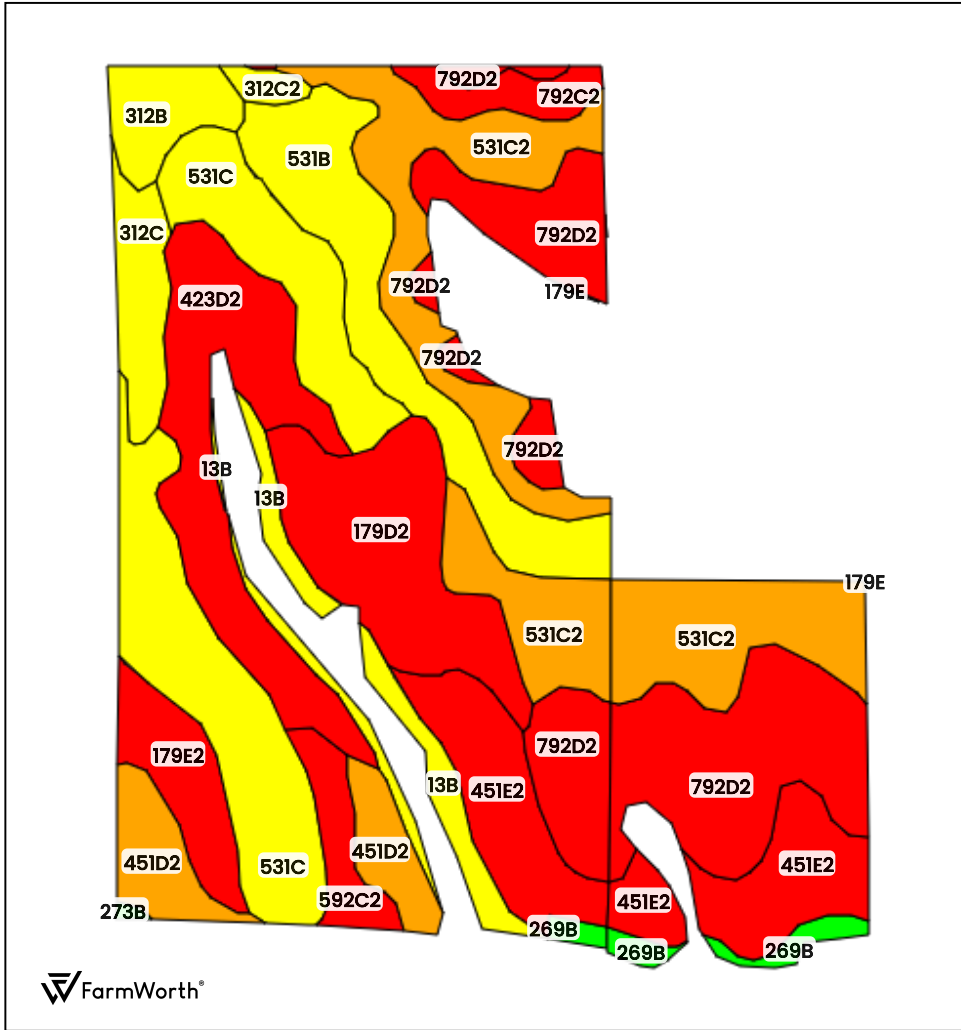 792D2
312C2
792C2
312B
531C2
531B
531C
312C
792D2
792D2
179E
423D2
792D2
792D2
13B
13B
179D2
179E
531C2
531C2
792D2
179E2
13B
451E2
792D2
451D2
451D2
531C
451E2
592C2
451E2
273B
269B
269B
269B
FarmWorth®